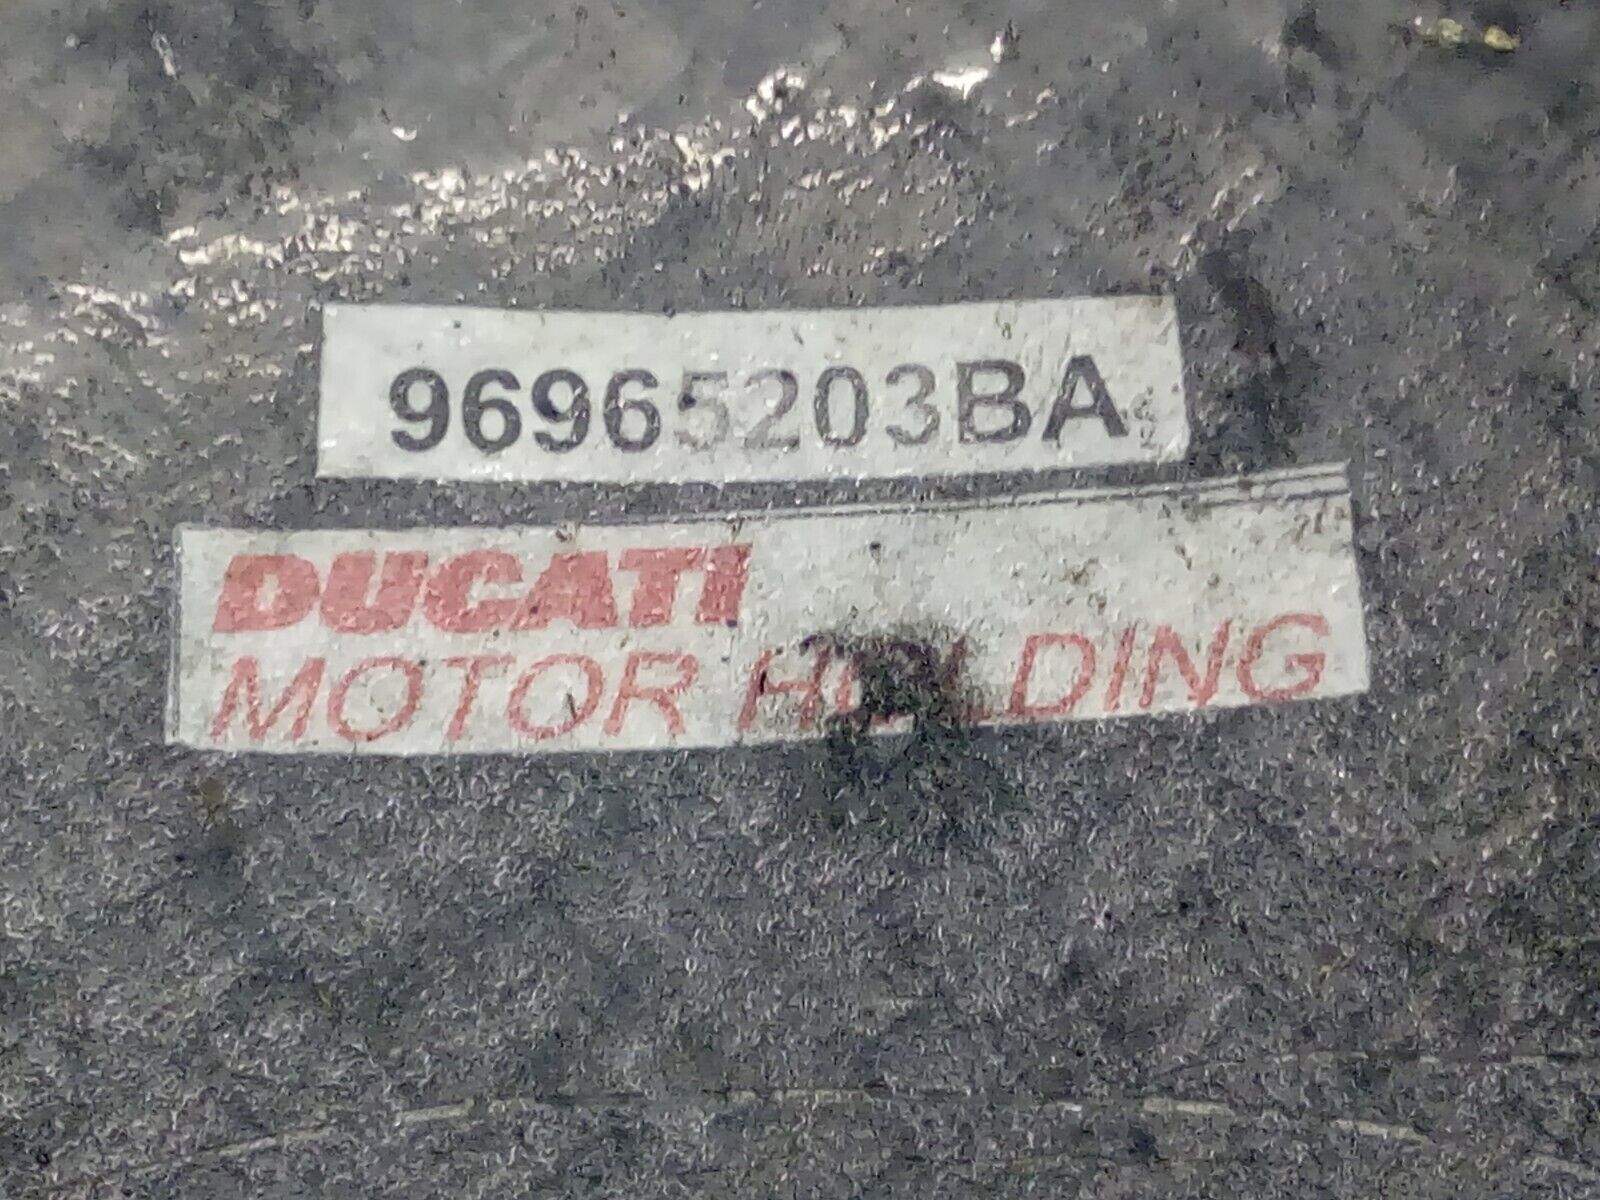 96965203BA
DUCATI
MOTOR HOLDING